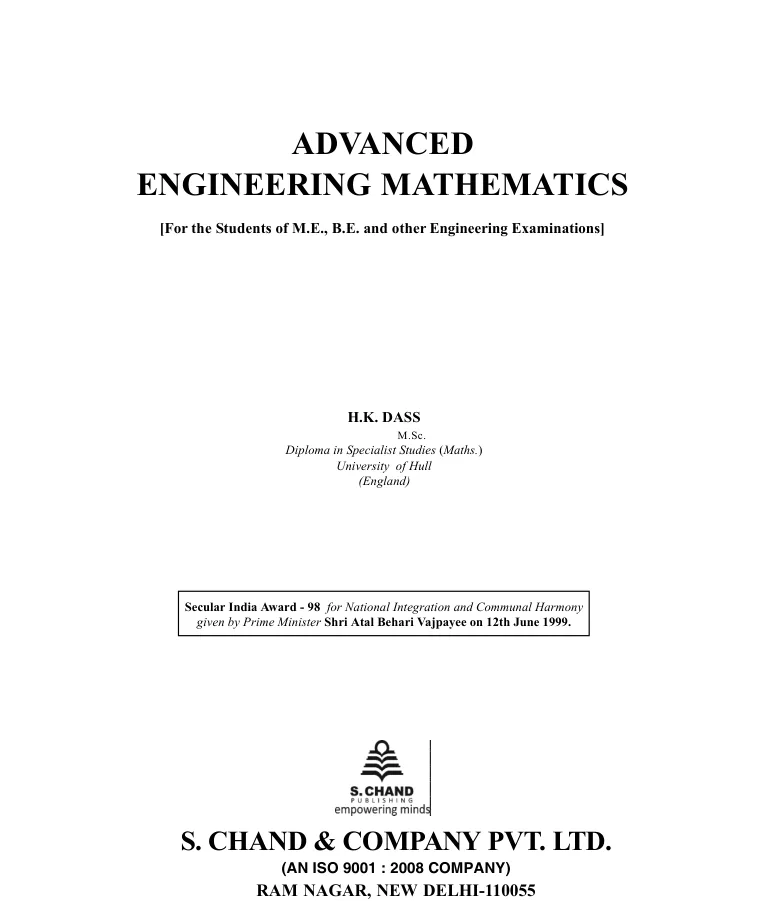 ADVANCED
ENGINEERING MATHEMATICS
[For the Students of M.E., B.E. and other Engineering Examinations]
H.K. DASS
M.Sc.
Diploma in Specialist Studies (Maths.)
University of Hull
(England)
Secular India Award - 98 for National Integration and Communal Harmony
given by Prime Minister Shri Atal Behari Vajpayee on 12th June 1999.
S. CHAND
PUBLISHING
empowering minds
S. CHAND & COMPANY PVT. LTD.
(AN ISO 9001 : 2008 COMPANY)
RAM NAGAR, NEW DELHI-110055